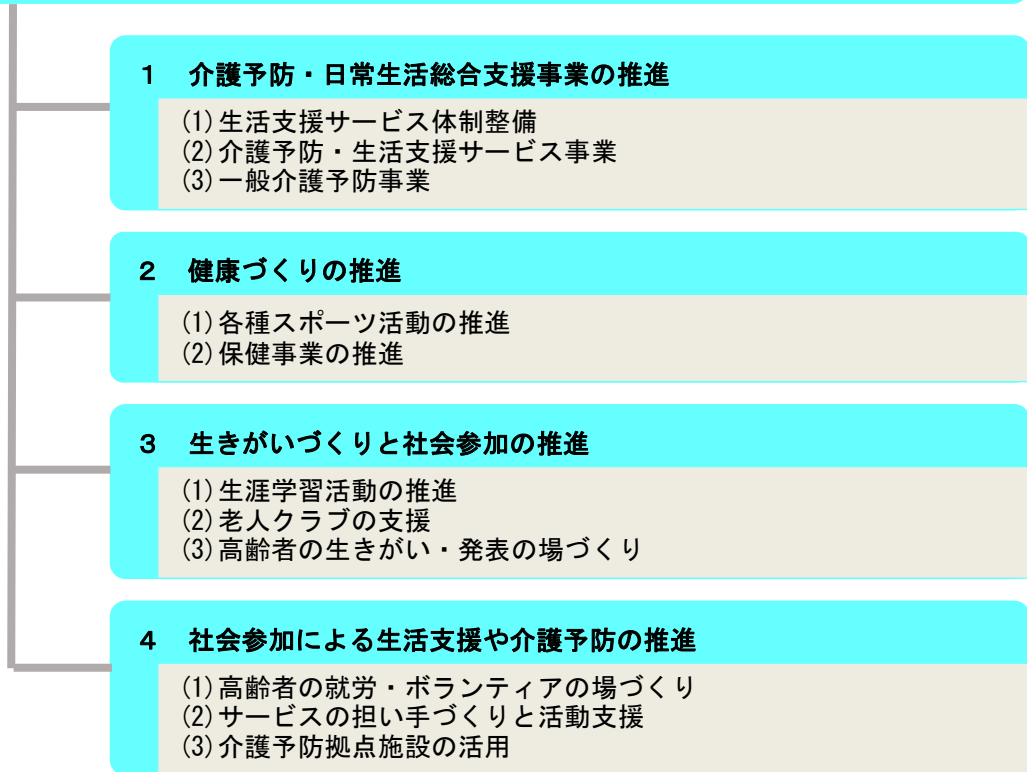 １　介護予防・日常生活総合支援事業の推進
(1)生活支援サービス体制整備
(2)介護予防・生活支援サービス事業
(3)一般介護予防事業
２　健康づくりの推進
(1)各種スポーツ活動の推進
(2)保健事業の推進
３　生きがいづくりと社会参加の推進
(1)生涯学習活動の推進
(2)老人クラブの支援
(3)高齢者の生きがい・発表の場づくり
４　社会参加による生活支援や介護予防の推進
(1)高齢者の就労・ボランティアの場づくり
(2)サービスの担い手づくりと活動支援
(3)介護予防拠点施設の活用